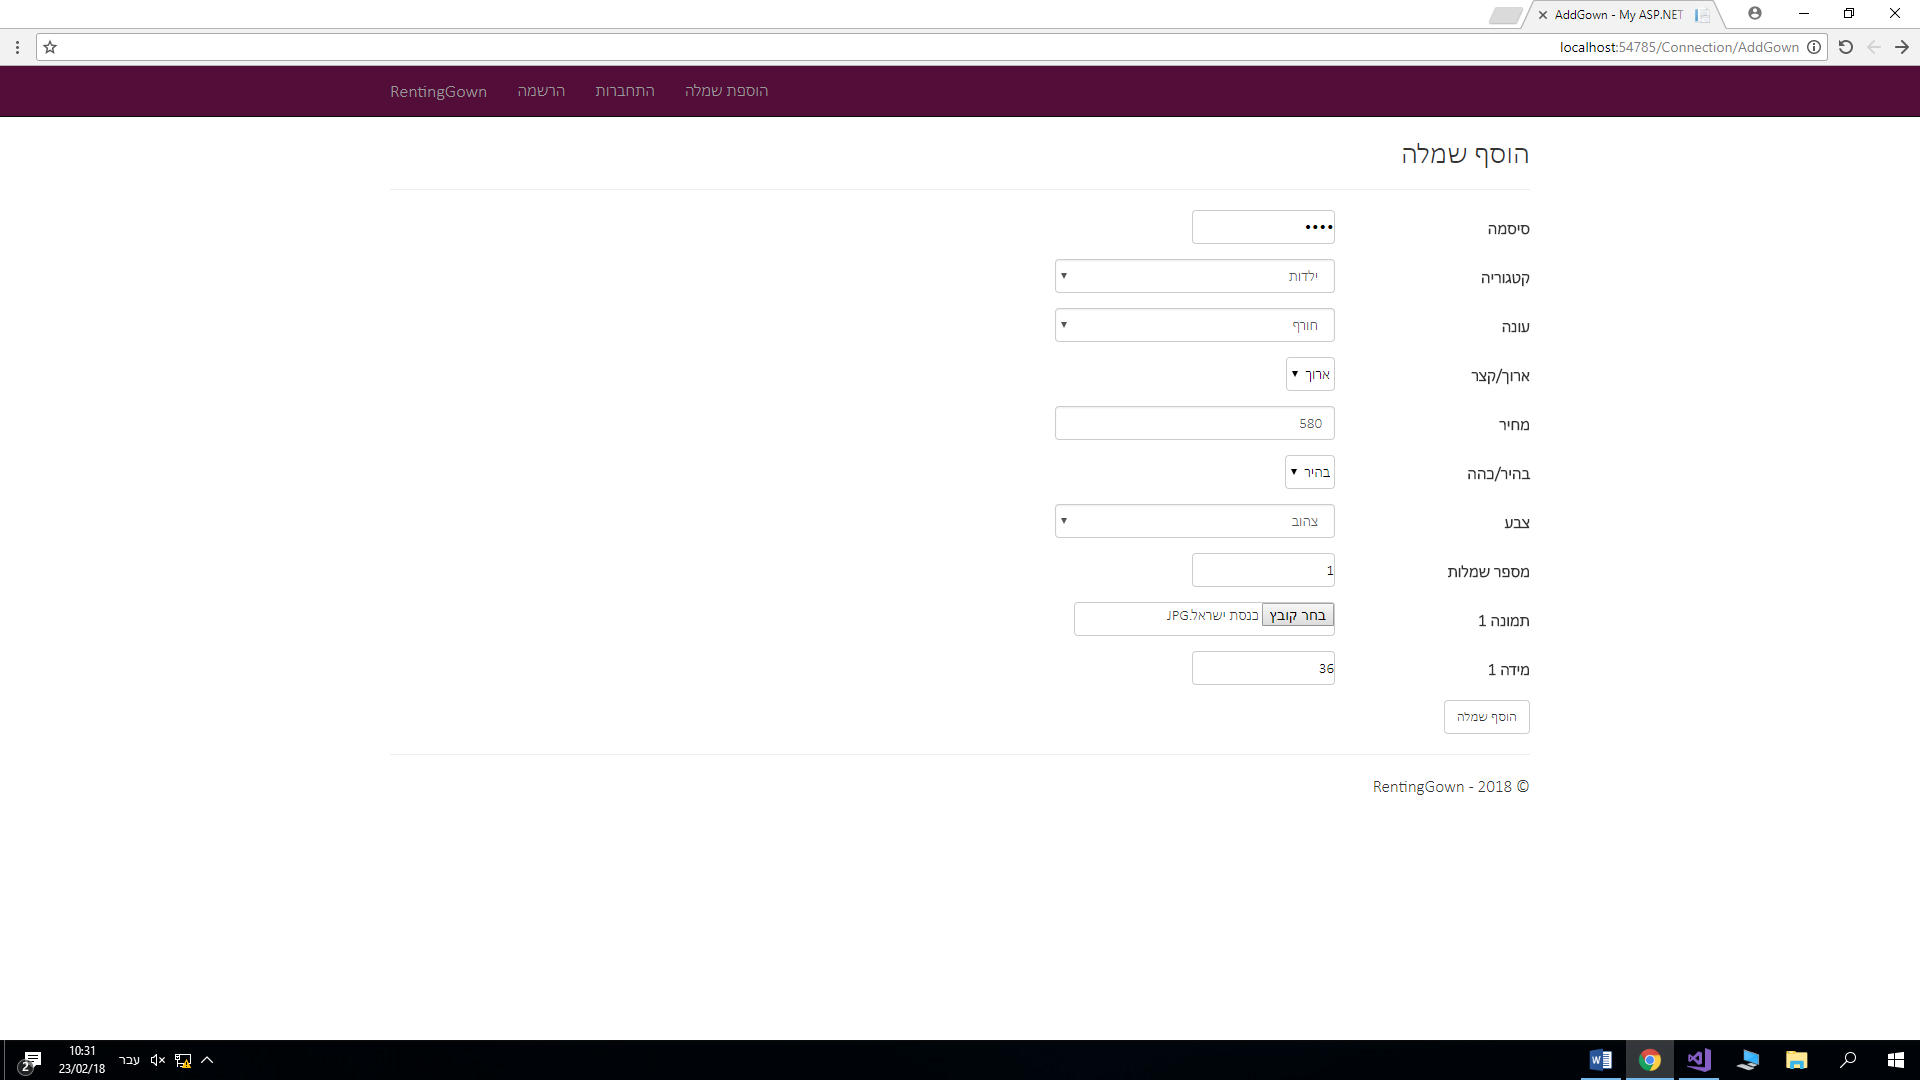 AddGown - My ASP.NET
localhost:54785/Connection/AddGown
RentingGown הרשמה התחברות הוספת שמלה
הוסף שמלה
סיסמה ••••
קטגוריה ילדות
עונה חורף
ארוך/קצר ארוך
מחיר 580
בהיר/כהה בהיר
צבע צהוב
מספר שמלות 1
תמונה 1 בחר קובץ כנסת ישראל.JPG
מידה 1 36
הוסף שמלה
RentingGown - 2018 ©
2
10:31
23/02/18
עבר